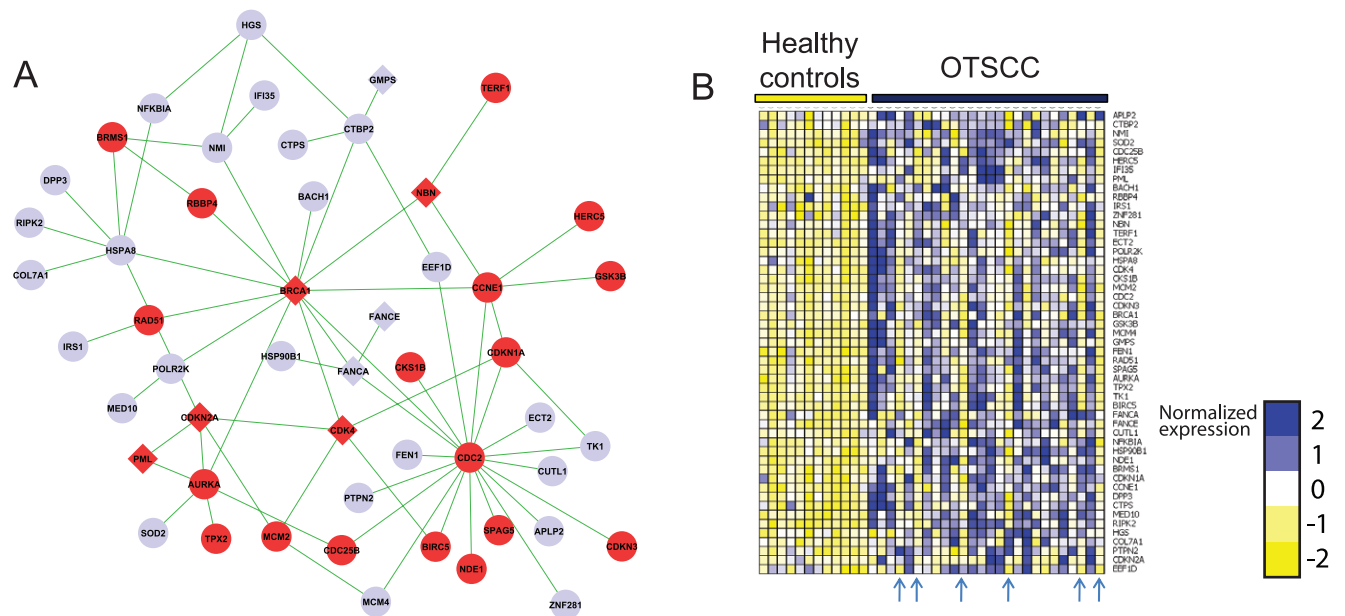 A
HGS
GMPS
TERF1
IFI35
NFKBIA
CTBP2
BRMS1
CTPS
NMI
DPP3
NBN
BACH1
RBBP4
HERC5
RIPK2
HSPA8
EEF1D
COL7A1
GSK3B
BRCA1
CCNE1
FANCE
RAD51
IRS1
HSP90B1
CDKN1A
POLR2K
FANCA
CKS1B
MED10
CDKN2A
ECT2
CDK4
TK1
PML
FEN1
CDC2
CUTL1
AURKA
PTPN2
SOD2
TPX2
MCM2
CDC25B
BIRC5
SPAG5
APLP2
CDKN3
NDE1
MCM4
ZNF281
B
Healthy
controls
OTSCC
APLP2
CTBP2
NMI
SOD2
CDC25B
HERC5
IFI35
PML
BACH1
RBBP4
IRS1
ZNF281
NBN
TERF1
ECT2
POLR2K
HSPA8
CDK4
CKS1B
MCM2
CDC2
CDKN3
BRCA1
GSK3B
MCM4
GMPS
FEN1
RAD51
SPAG5
AURKA
TPX2
TK1
BIRC5
FANCA
FANCE
CUTL1
NFKBIA
HSP90B1
NDE1
BRMS1
CDKN1A
CCNE1
DPP3
CTPS
MED10
RIPK2
HGS
COL7A1
PTPN2
CDKN2A
EEF1D
Normalized
expression
2
1
0
-1
-2